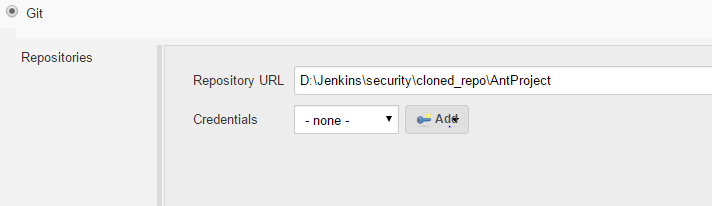 Git
Repositories
Repository URL D:\Jenkins\security\cloned_repo\AntProject
Credentials - none - Add